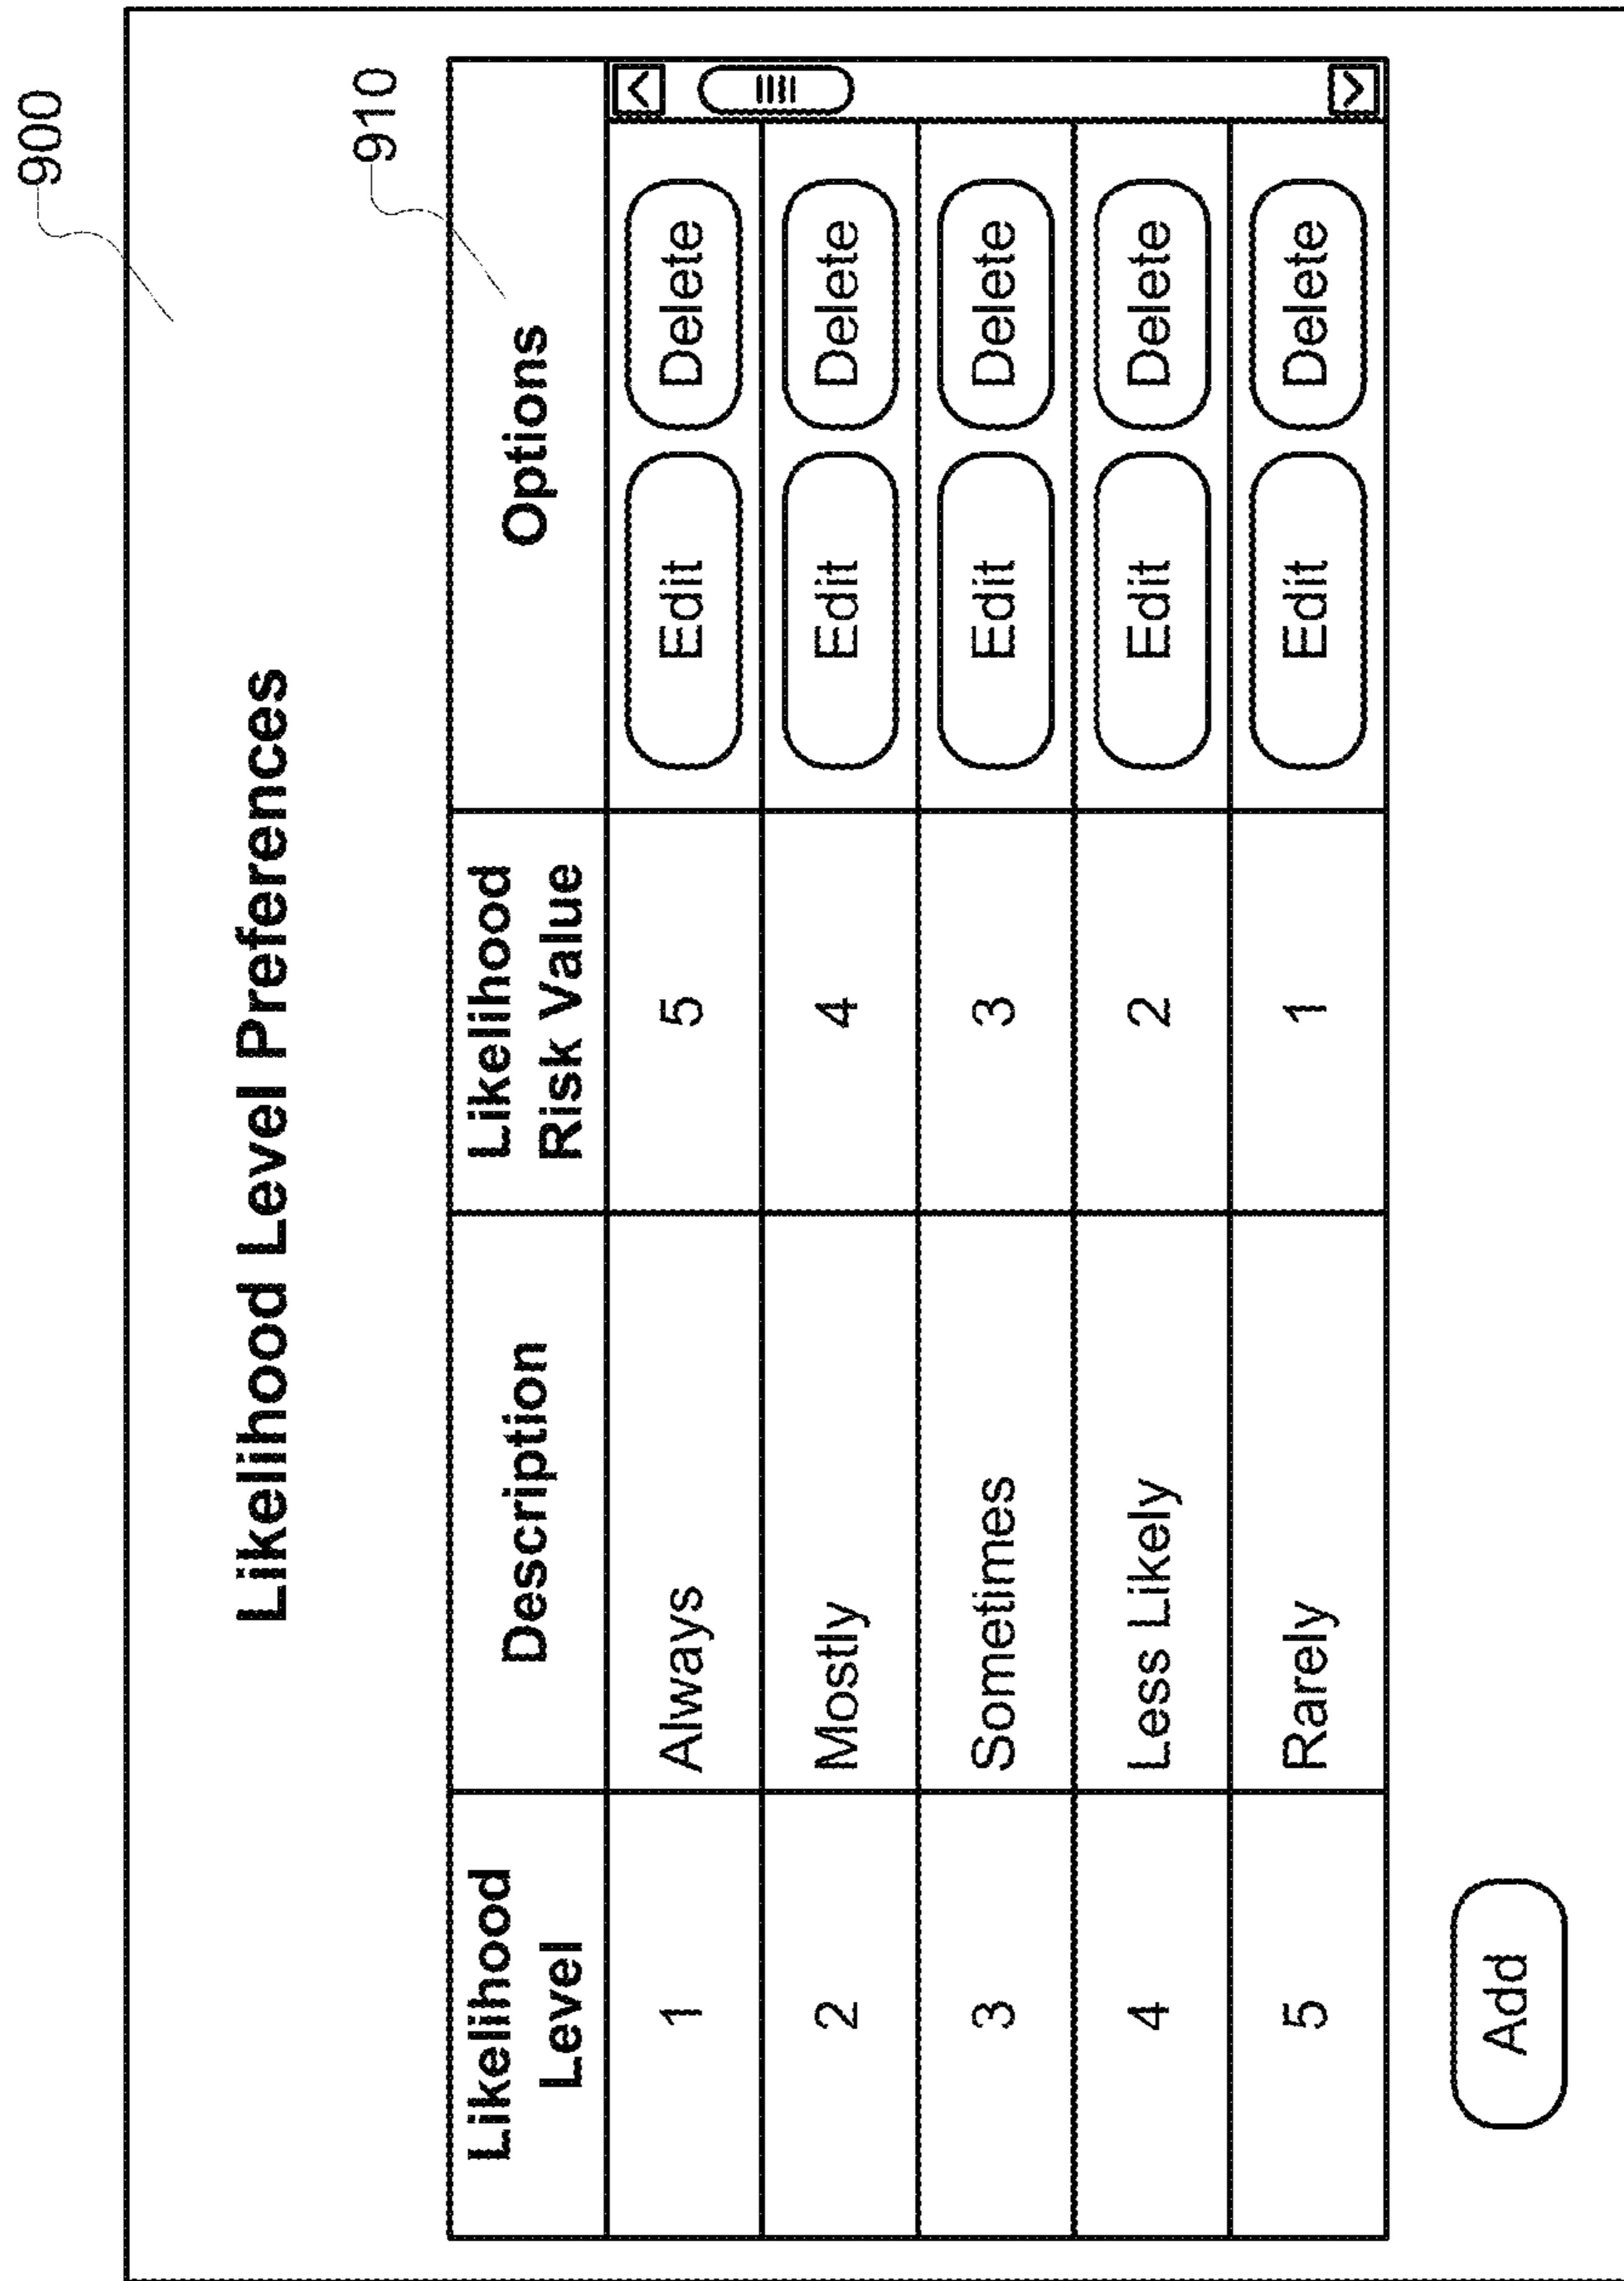 900
Likelihood Level Preferences
910
Likelihood Level Description Likelihood Risk Value Options
1 Always 5 Edit Delete
2 Mostly 4 Edit Delete
3 Sometimes 3 Edit Delete
4 Less Likely 2 Edit Delete
5 Rarely 1 Edit Delete
Add